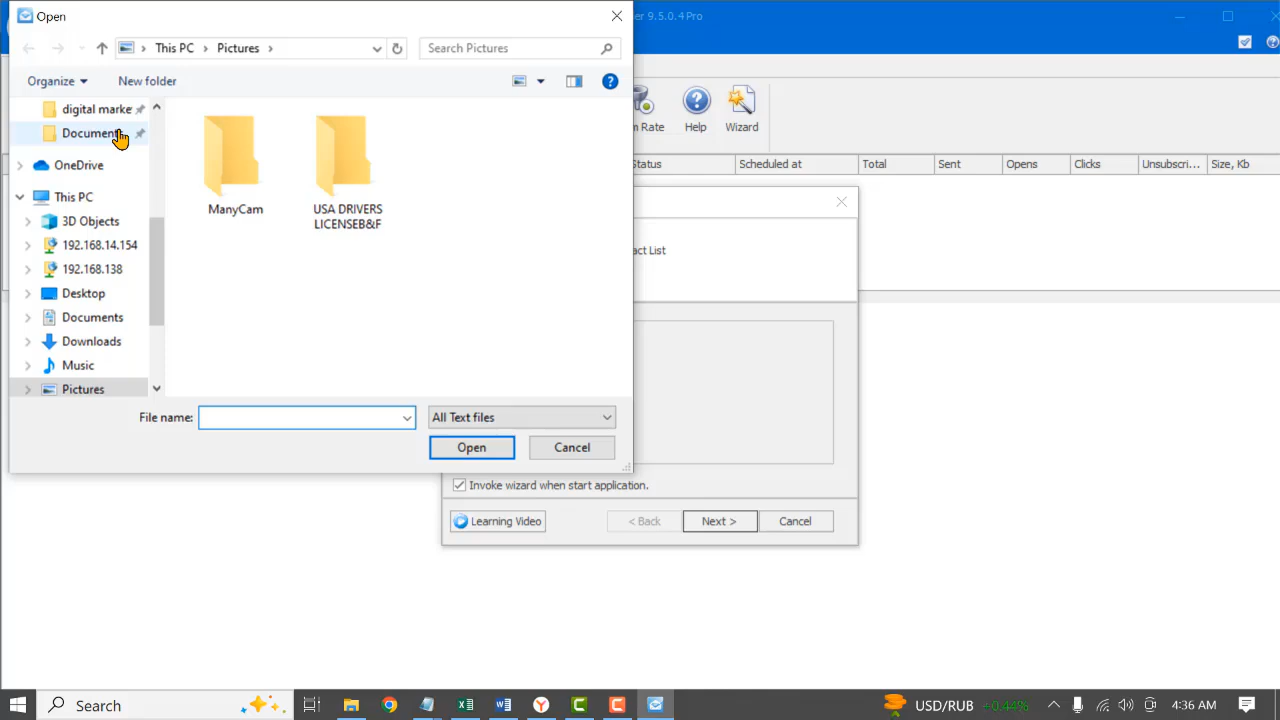 Open
er 9.5.0.4 Pro
This PC
Pictures
Search Pictures
Organize
New folder
digital marke
Document
OneDrive
This PC
3D Objects
192.168.14.154
192.168.138
Desktop
Documents
Downloads
Music
Pictures
ManyCam
USA DRIVERS
LICENSEB&F
File name:
All Text files
Open
Cancel
m Rate
Help
Wizard
Status
Scheduled at
Total
Sent
Opens
Clicks
Unsubscri...
Size, Kb
act List
Invoke wizard when start application.
Learning Video
< Back
Next >
Cancel
Search
USD/RUB
+0.44%
4:36 AM